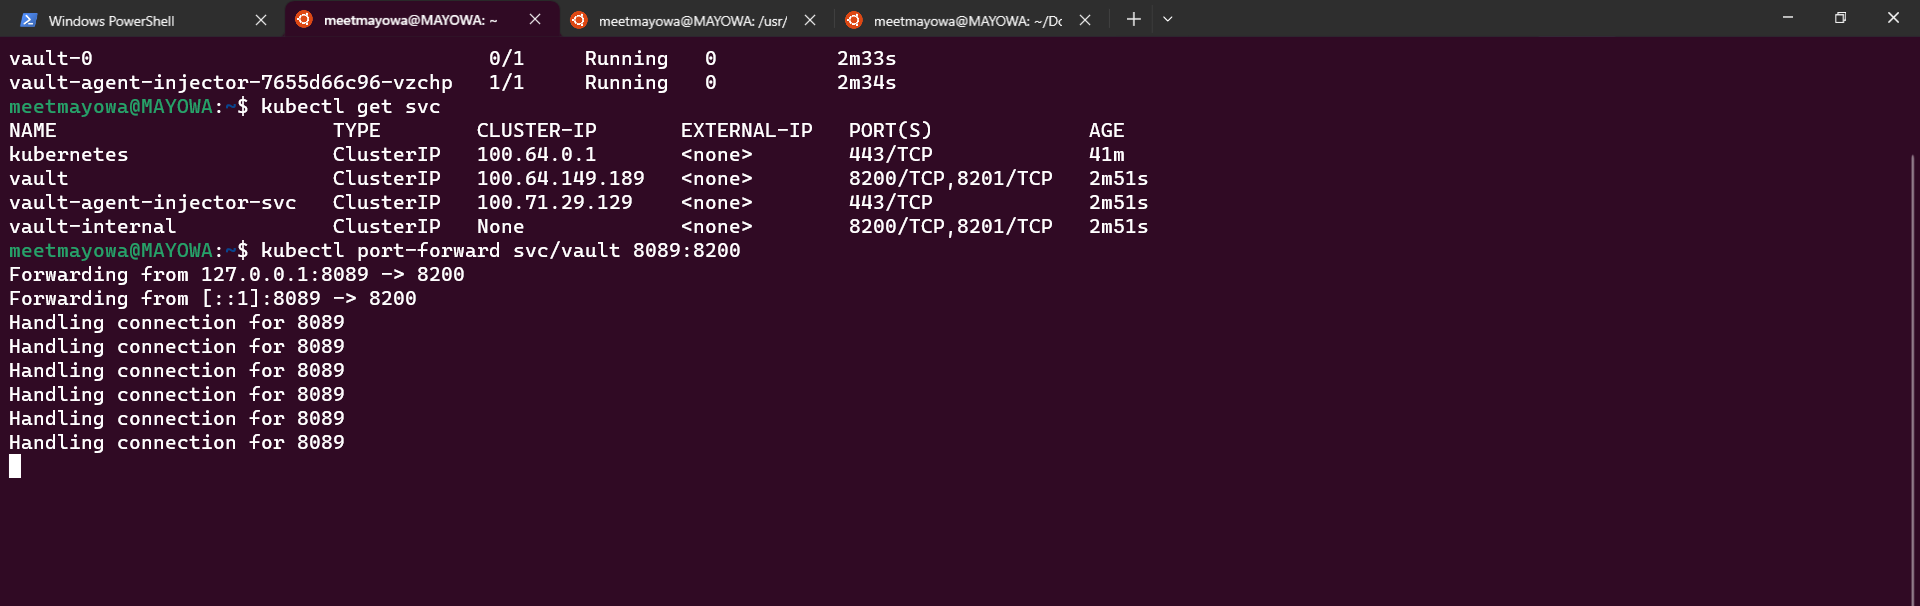 Windows PowerShell
meetmayowa@MAYOWA: ~
meetmayowa@MAYOWA: /usr/
meetmayowa@MAYOWA: ~/Do
vault-0                                 0/1     Running   0          2m33s
vault-agent-injector-7655d66c96-vzchp   1/1     Running   0          2m34s
meetmayowa@MAYOWA:~$ kubectl get svc
NAME                       TYPE        CLUSTER-IP       EXTERNAL-IP   PORT(S)             AGE
kubernetes                 ClusterIP   100.64.0.1       <none>        443/TCP             41m
vault                      ClusterIP   100.64.149.189   <none>        8200/TCP,8201/TCP   2m51s
vault-agent-injector-svc   ClusterIP   100.71.29.129    <none>        443/TCP             2m51s
vault-internal             ClusterIP   None             <none>        8200/TCP,8201/TCP   2m51s
meetmayowa@MAYOWA:~$ kubectl port-forward svc/vault 8089:8200
Forwarding from 127.0.0.1:8089 -> 8200
Forwarding from [::1]:8089 -> 8200
Handling connection for 8089
Handling connection for 8089
Handling connection for 8089
Handling connection for 8089
Handling connection for 8089
Handling connection for 8089